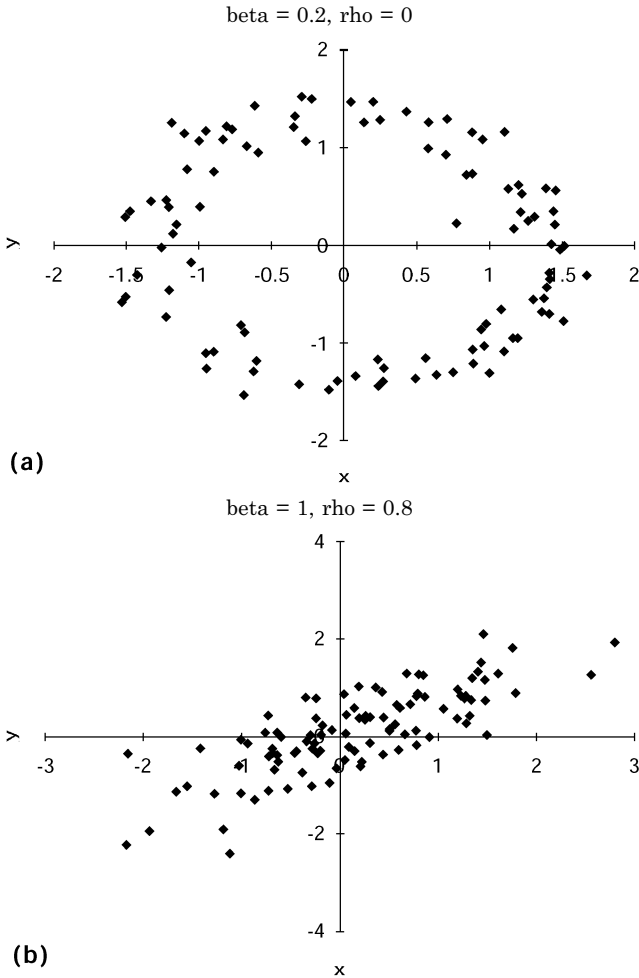 beta = 0.2, rho = 0
2
1
y
0
-2 -1.5 -1 -0.5 0 0.5 1 1.5 2
-1
-2
(a)
x
beta = 1, rho = 0.8
4
2
y
0
-3 -2 -1 0 1 2 3
-2
-4
(b)
x